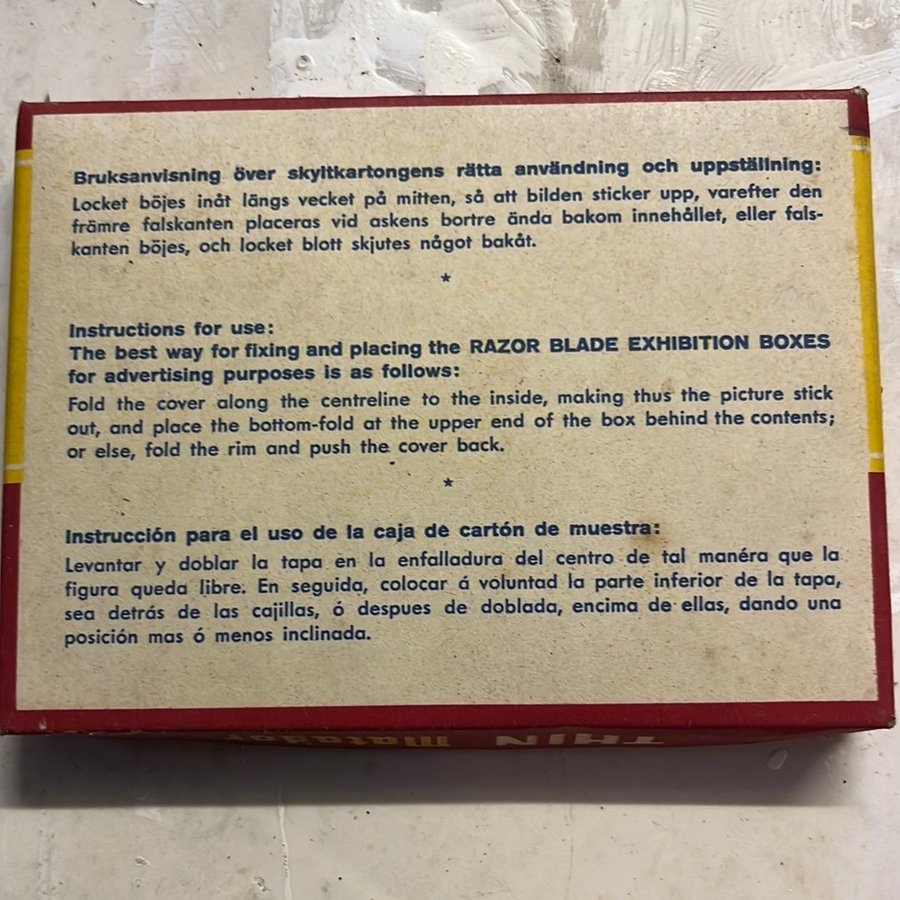 Bruksanvisning över skyltkartongens rätta användning och uppställning:
Locket böjes inåt längs vecket på mitten, så att bilden sticker upp, varefter den
främre falskanten placeras vid askens bortre ända bakom innehållet, eller fals-
kanten böjes, och locket blott skjutes något bakåt.
*
Instructions for use:
The best way for fixing and placing the RAZOR BLADE EXHIBITION BOXES
for advertising purposes is as follows:
Fold the cover along the centreline to the inside, making thus the picture stick
out, and place the bottom-fold at the upper end of the box behind the contents;
or else, fold the rim and push the cover back.
*
Instrucción para el uso de la caja de cartón de muestra:
Levantar y doblar la tapa en la enfalladura del centro de tal manéra que la
figura queda libre. En seguida, colocar á voluntad la parte inferior de la tapa,
sea detrás de las cajillas, ó despues de doblada, encima de ellas, dando una
posición mas ó menos inclinada.
THIN Matador